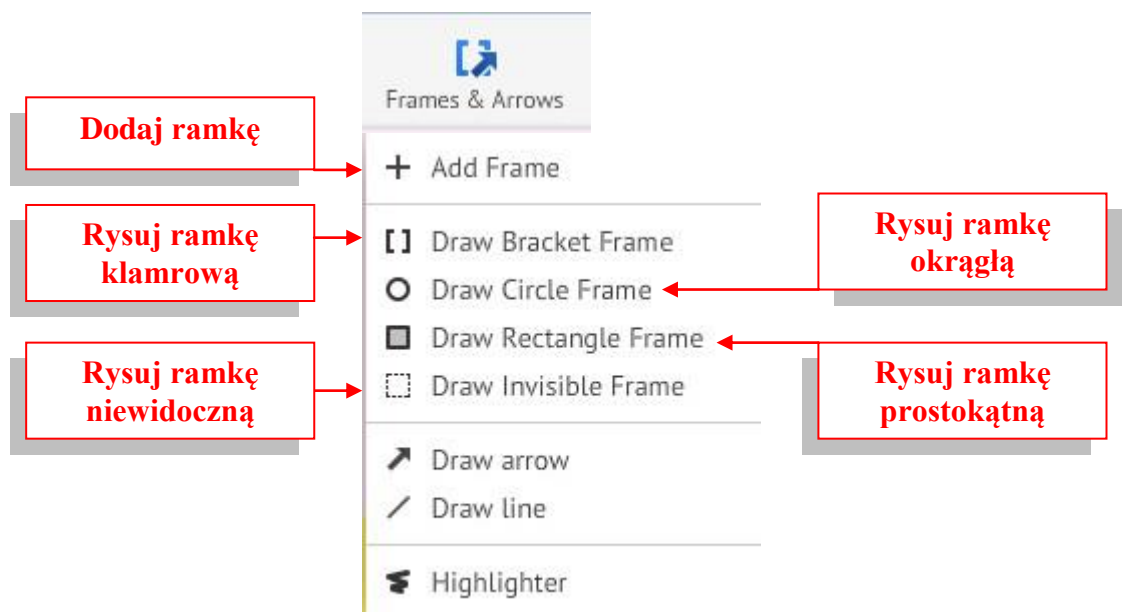 Frames & Arrows
Dodaj ramkę
Add Frame
Rysuj ramkę
klamrową
Draw Bracket Frame
Rysuj ramkę
okrągłą
Draw Circle Frame
Draw Rectangle Frame
Rysuj ramkę
niewidoczną
Draw Invisible Frame
Rysuj ramkę
prostokątną
Draw arrow
Draw line
Highlighter